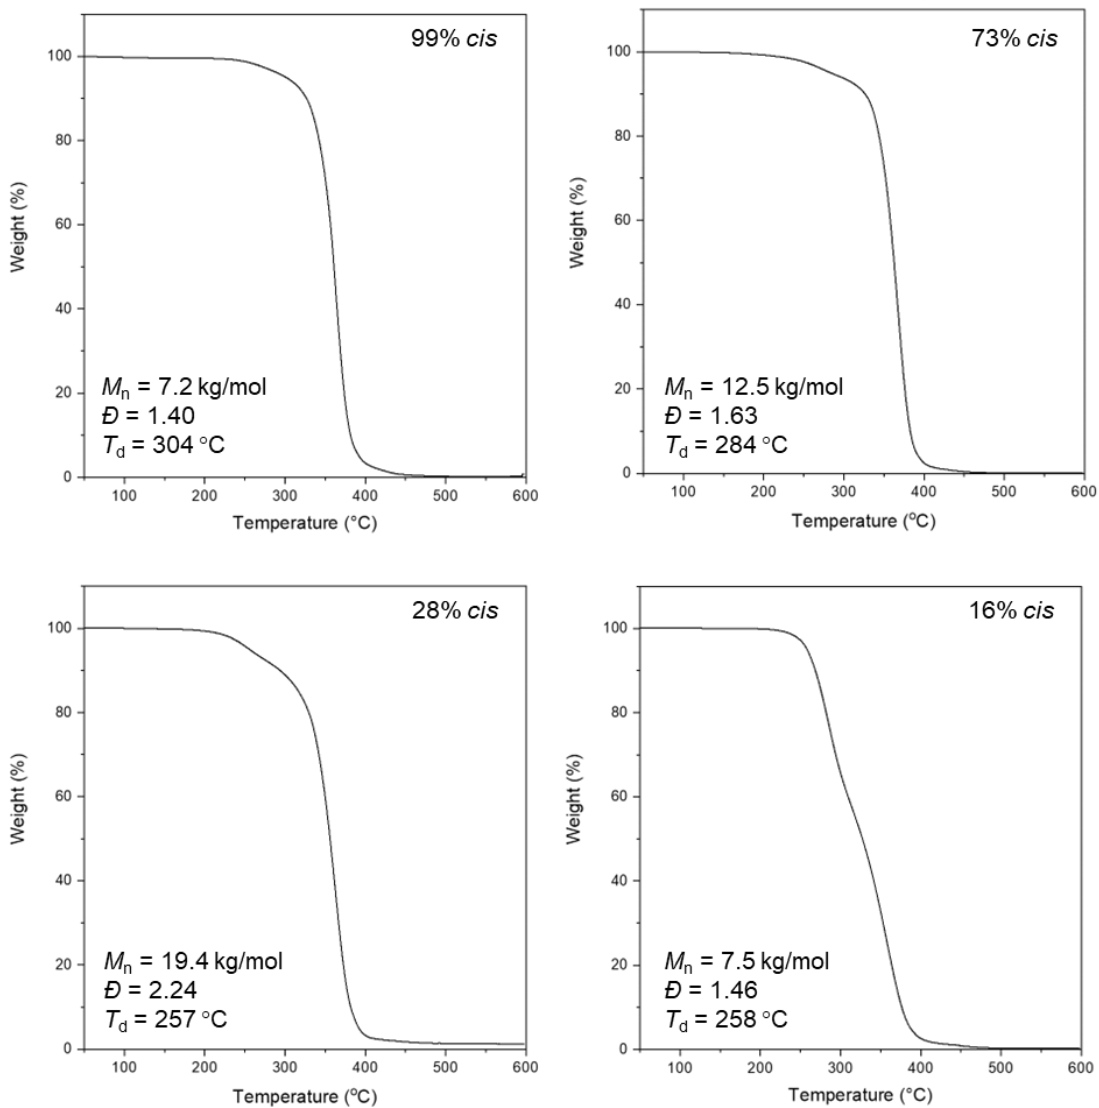 99% cis
100
80
60
40
20
0
Weight (%)
Mn = 7.2 kg/mol
Đ = 1.40
Td = 304 °C
100 200 300 400 500 600
Temperature (°C)
73% cis
100
80
60
40
20
0
Weight (%)
Mn = 12.5 kg/mol
Đ = 1.63
Td = 284 °C
100 200 300 400 500 600
Temperature (°C)
28% cis
100
80
60
40
20
0
Weight (%)
Mn = 19.4 kg/mol
Đ = 2.24
Td = 257 °C
100 200 300 400 500 600
Temperature (°C)
16% cis
100
80
60
40
20
0
Weight (%)
Mn = 7.5 kg/mol
Đ = 1.46
Td = 258 °C
100 200 300 400 500 600
Temperature (°C)